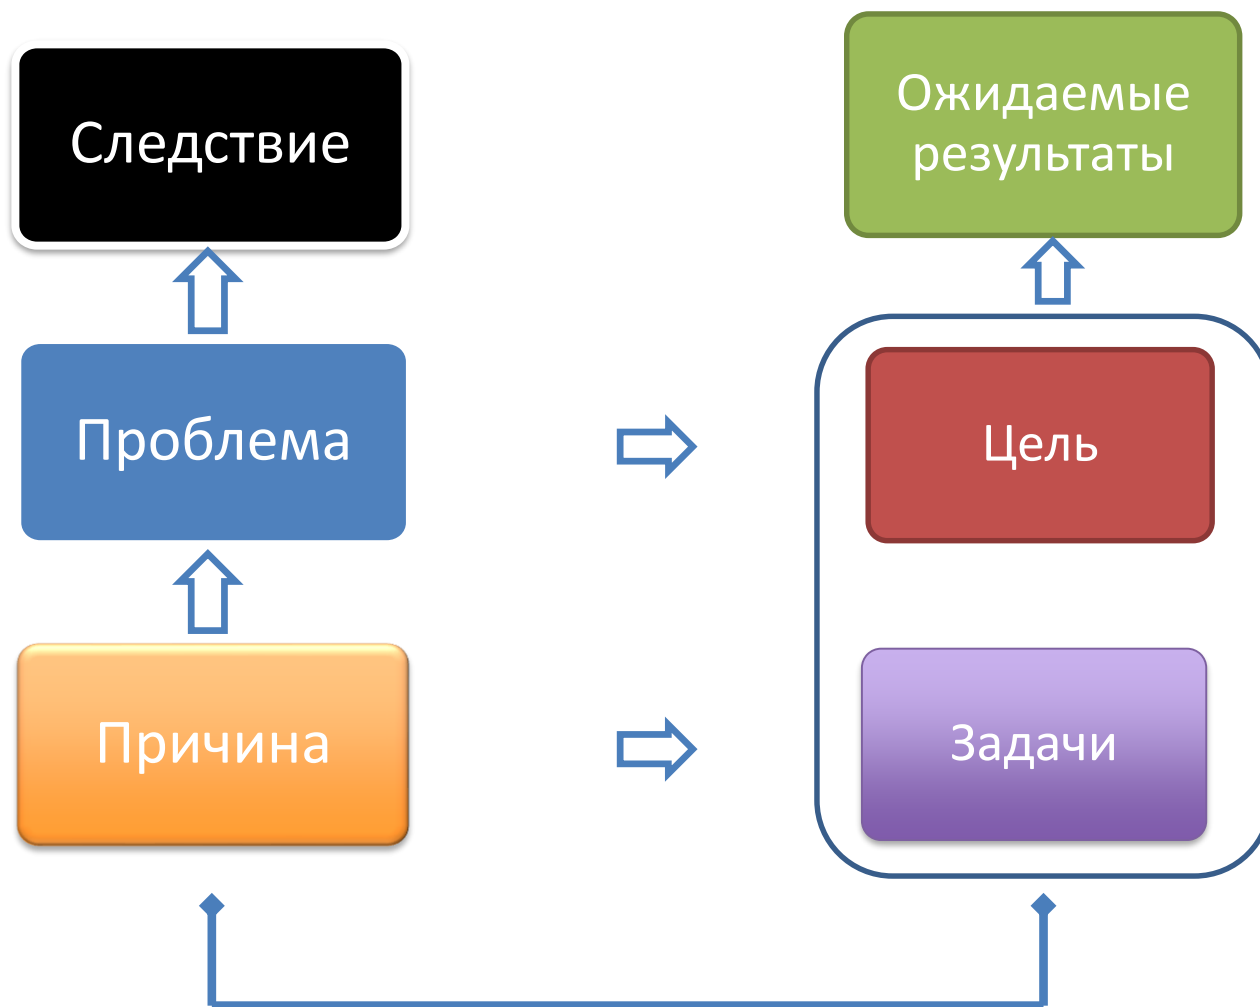 Следствие
Ожидаемые
результаты
Проблема
Цель
Причина
Задачи